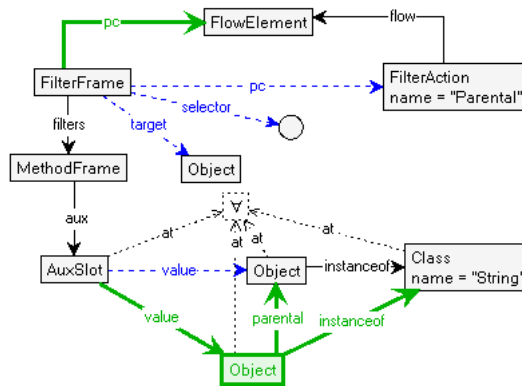 pc
FlowElement
flow
FilterFrame
pc
FilterAction
name = "Parental"
selector
filters
target
MethodFrame
Object
∀
aux
at
at
at
at
AuxSlot
value
Object
instanceof
Class
name = "String"
value
parental
instanceof
Object